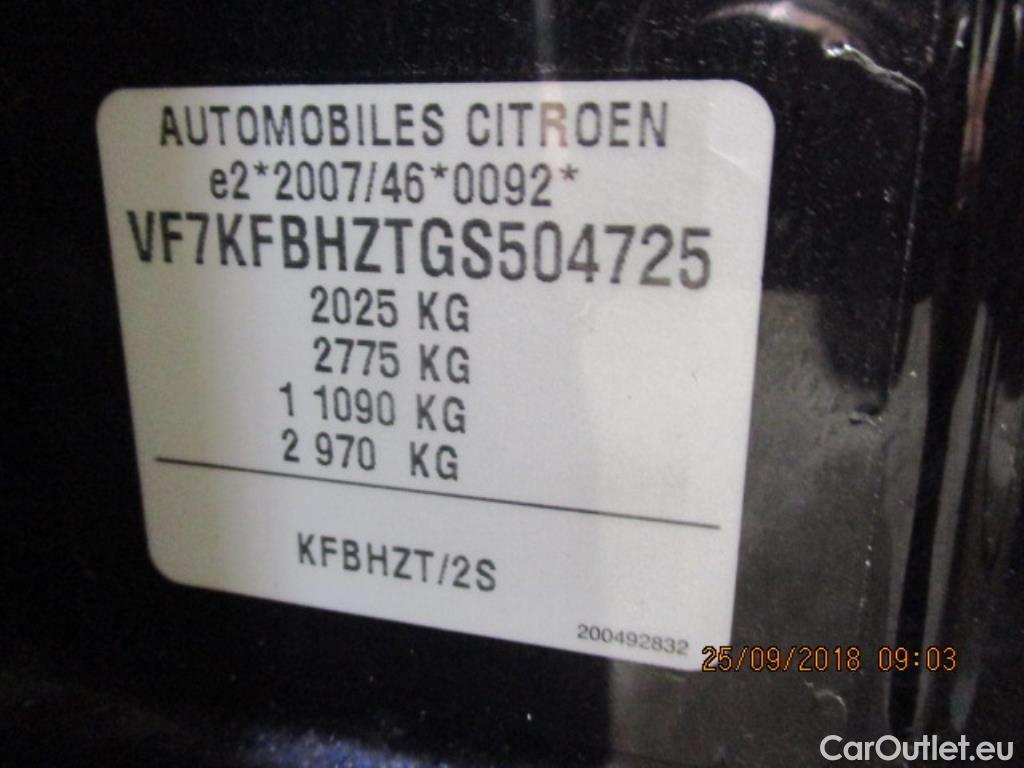 AUTOMOBILES CITROEN
e2*2007/46*0092*
VF7KFBHZTGS504725
2025 KG
2775 KG
1 1090 KG
2 970 KG
KFBHZT/2S
200492832
25/09/2018 09:03
CarOutlet.eu